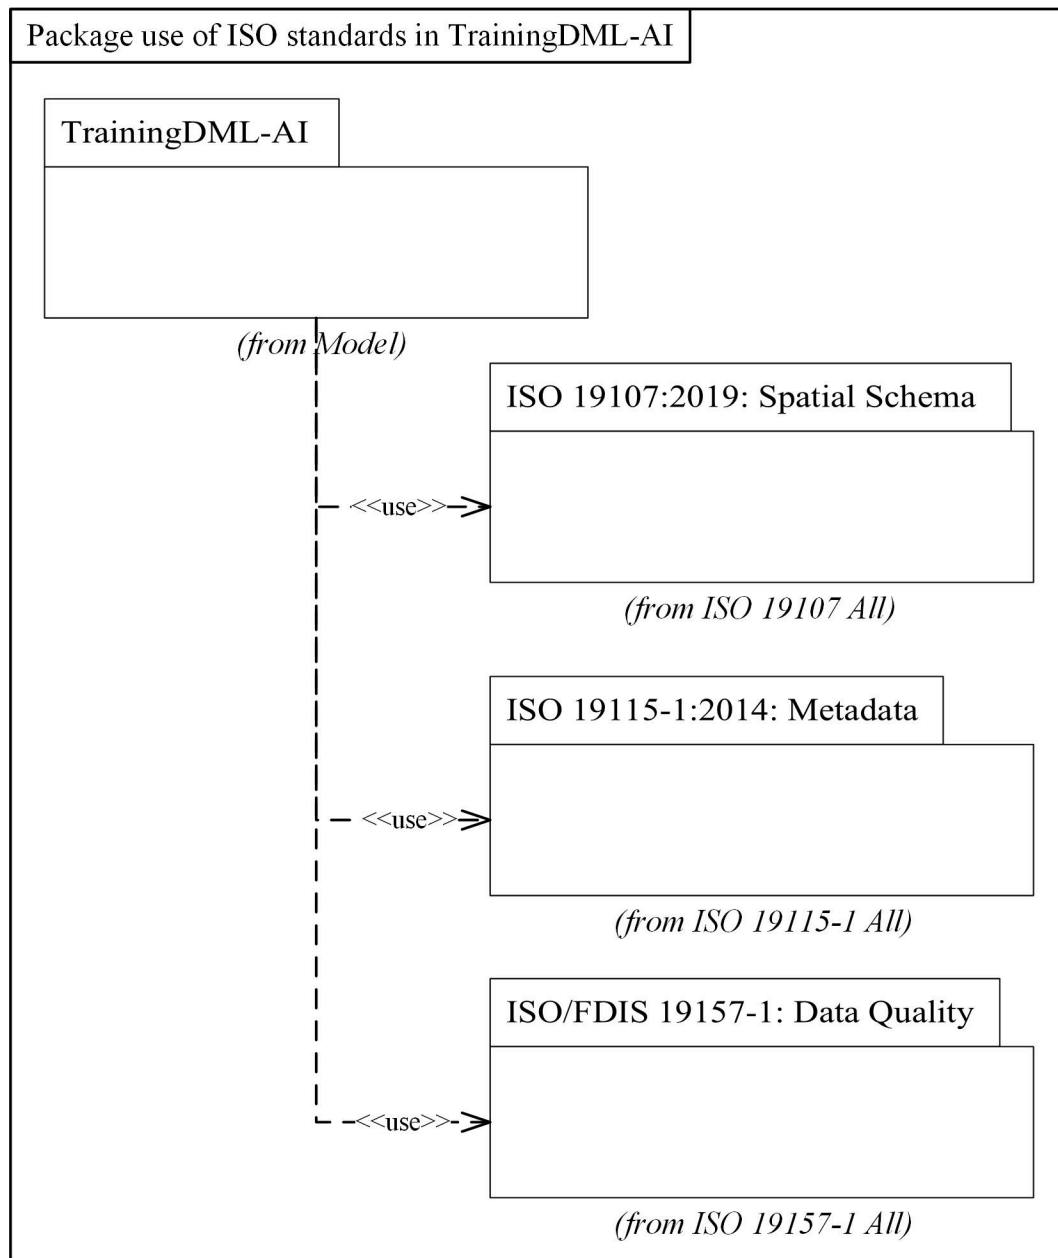 Package use of ISO standards in TrainingDML-AI
TrainingDML-AI
(from Model)
ISO 19107:2019: Spatial Schema
<<use>>
(from ISO 19107 All)
ISO 19115-1:2014: Metadata
<<use>>
(from ISO 19115-1 All)
ISO/FDIS 19157-1: Data Quality
<<use>>
(from ISO 19157-1 All)